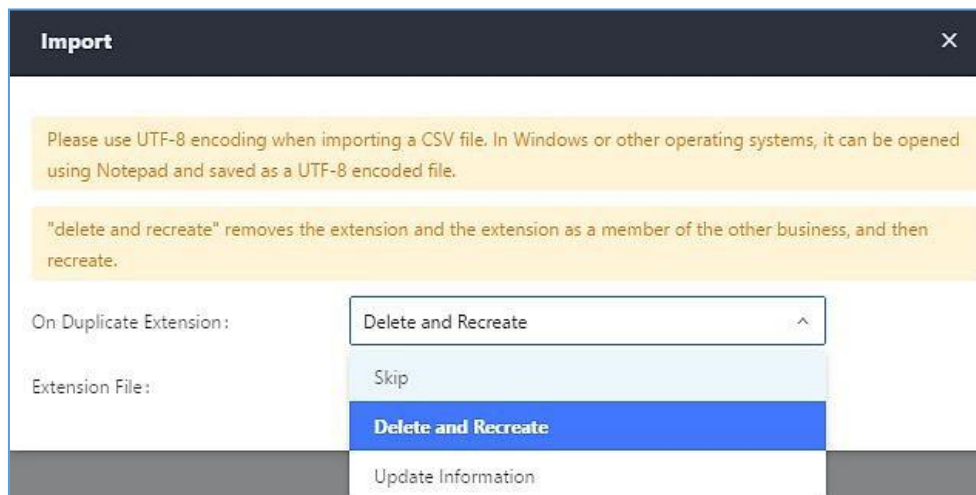 Import
Please use UTF-8 encoding when importing a CSV file. In Windows or other operating systems, it can be opened
using Notepad and saved as a UTF-8 encoded file.
"delete and recreate" removes the extension and the extension as a member of the other business, and then
recreate.
On Duplicate Extension:
Delete and Recreate
Skip
Extension File:
Delete and Recreate
Update Information